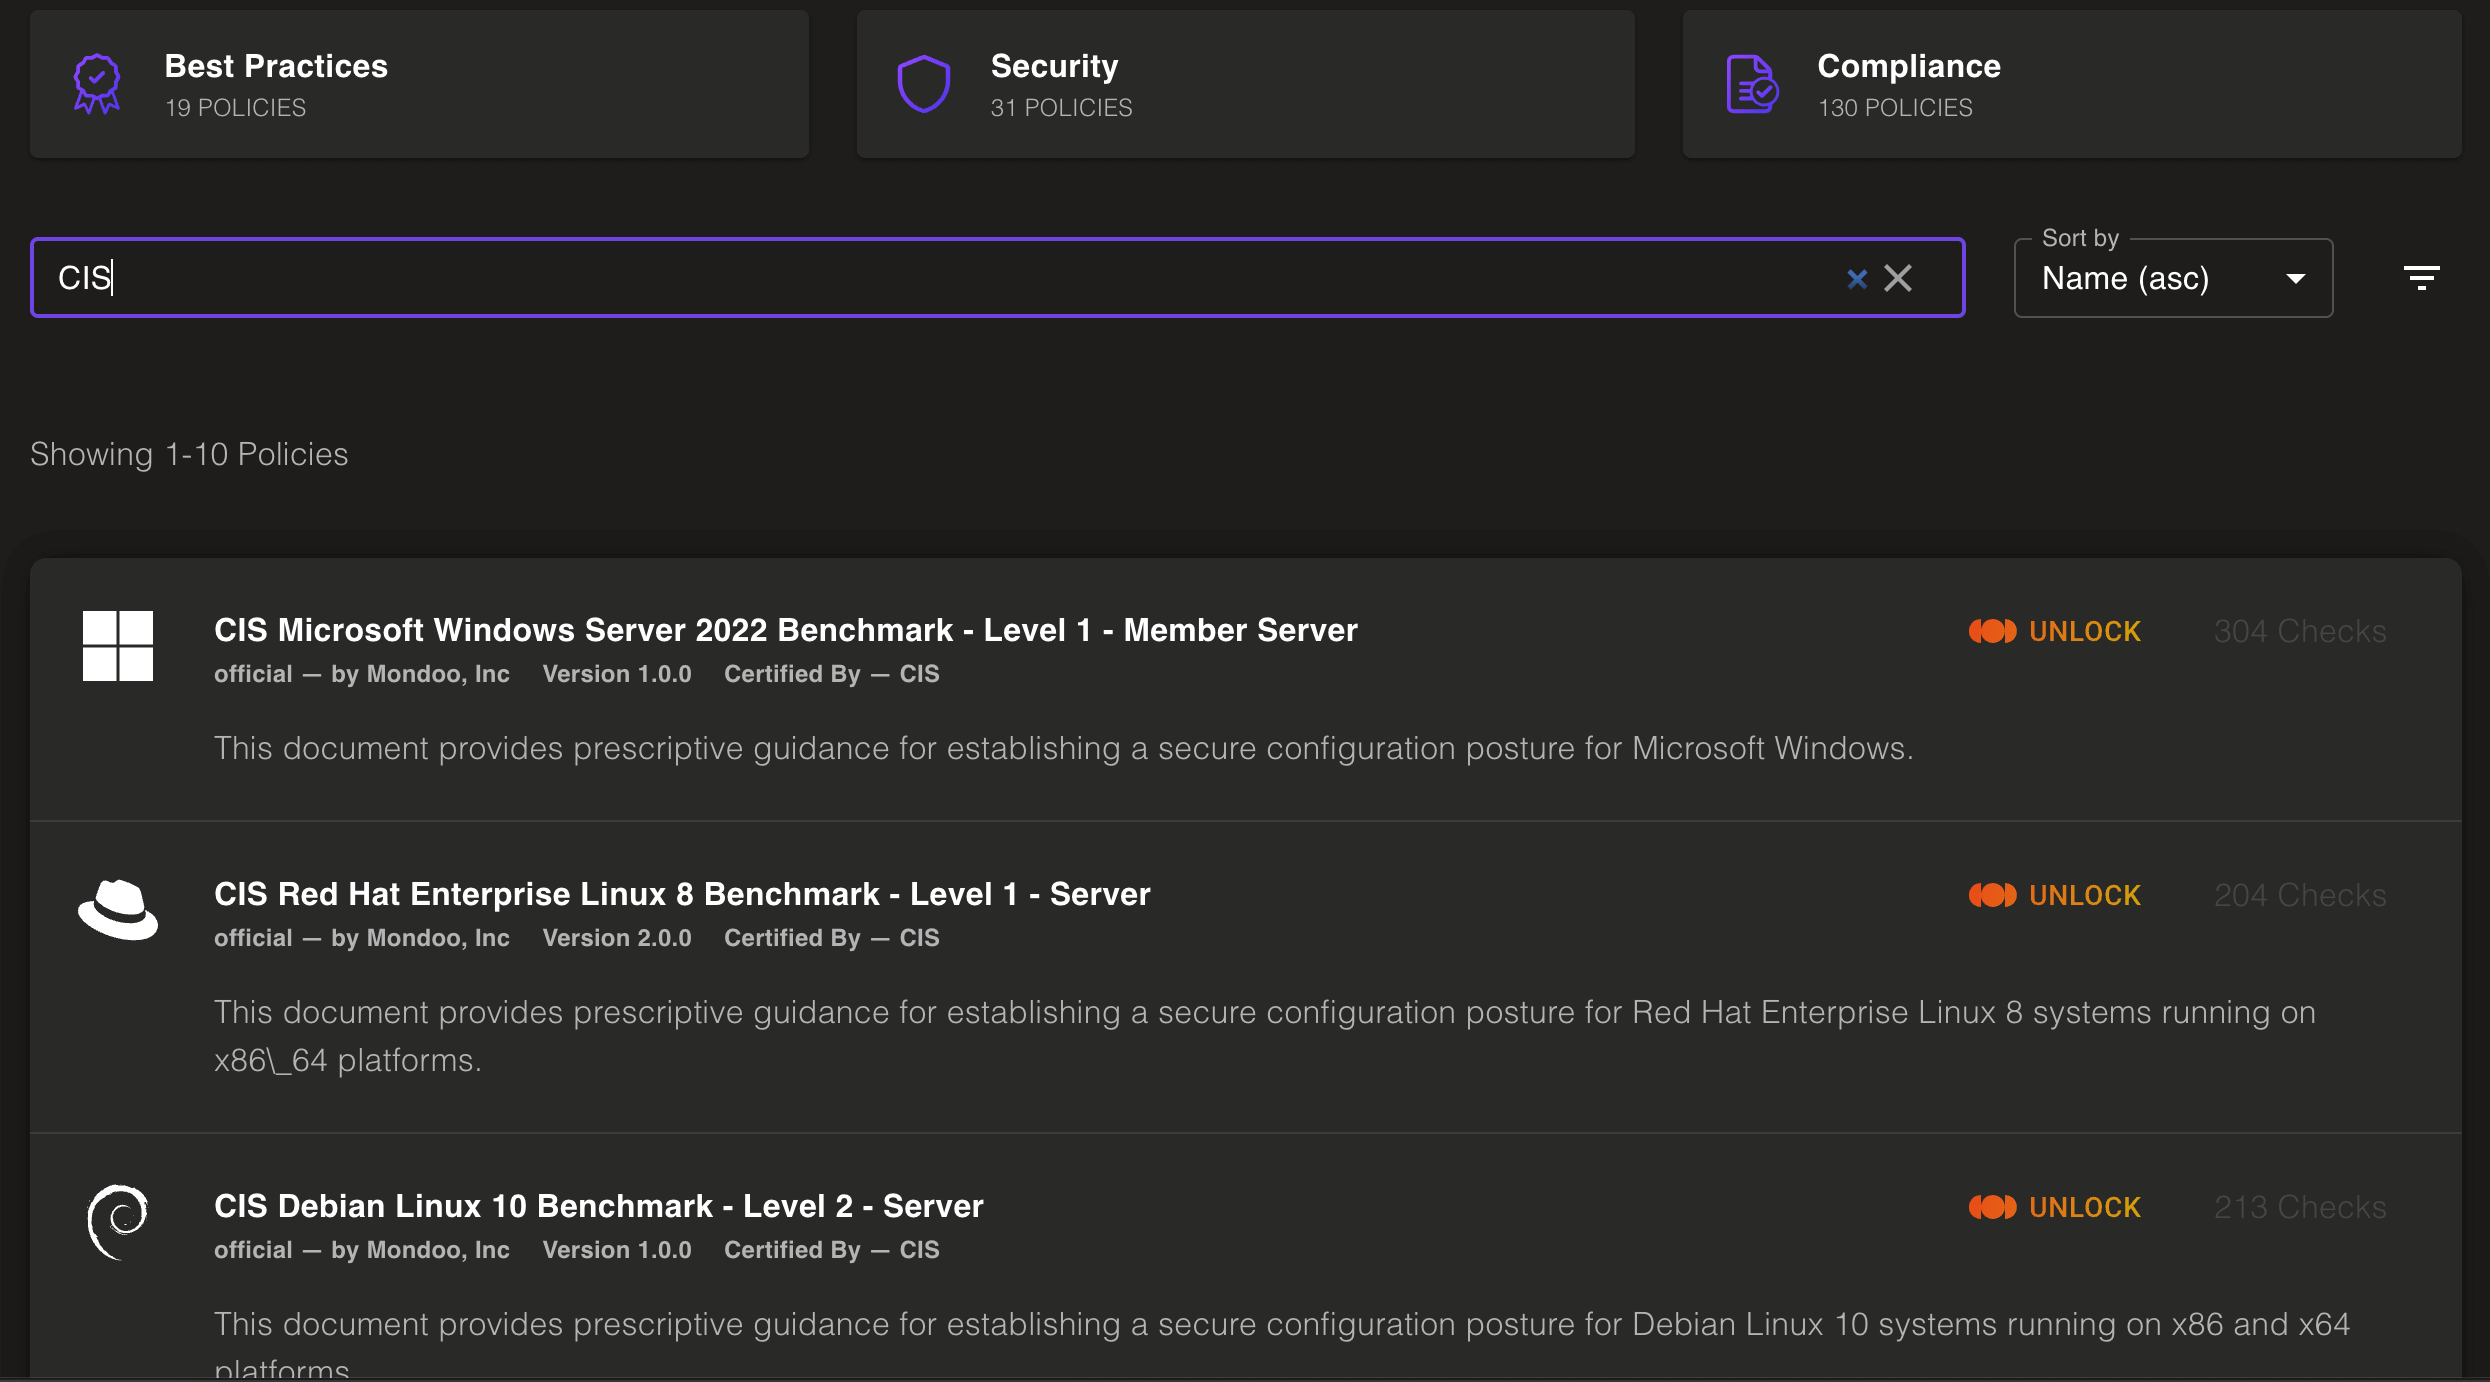 Best Practices
19 POLICIES
Security
31 POLICIES
Compliance
130 POLICIES
CIS
Sort by
Name (asc)
Showing 1-10 Policies
CIS Microsoft Windows Server 2022 Benchmark - Level 1 - Member Server
UNLOCK
304 Checks
official — by Mondoo, Inc Version 1.0.0 Certified By — CIS
This document provides prescriptive guidance for establishing a secure configuration posture for Microsoft Windows.
CIS Red Hat Enterprise Linux 8 Benchmark - Level 1 - Server
UNLOCK
204 Checks
official — by Mondoo, Inc Version 2.0.0 Certified By — CIS
This document provides prescriptive guidance for establishing a secure configuration posture for Red Hat Enterprise Linux 8 systems running on
x86\_64 platforms.
CIS Debian Linux 10 Benchmark - Level 2 - Server
UNLOCK
213 Checks
official — by Mondoo, Inc Version 1.0.0 Certified By — CIS
This document provides prescriptive guidance for establishing a secure configuration posture for Debian Linux 10 systems running on x86 and x64
platforms.